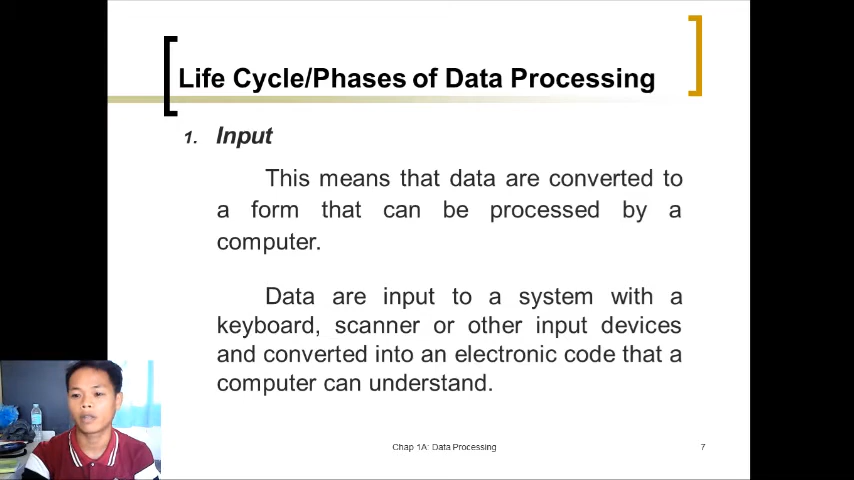 Life Cycle/Phases of Data Processing
1. Input
This means that data are converted to
a form that can be processed by a
computer.
Data are input to a system with a
keyboard, scanner or other input devices
and converted into an electronic code that a
computer can understand.
Chap 1A: Data Processing 7